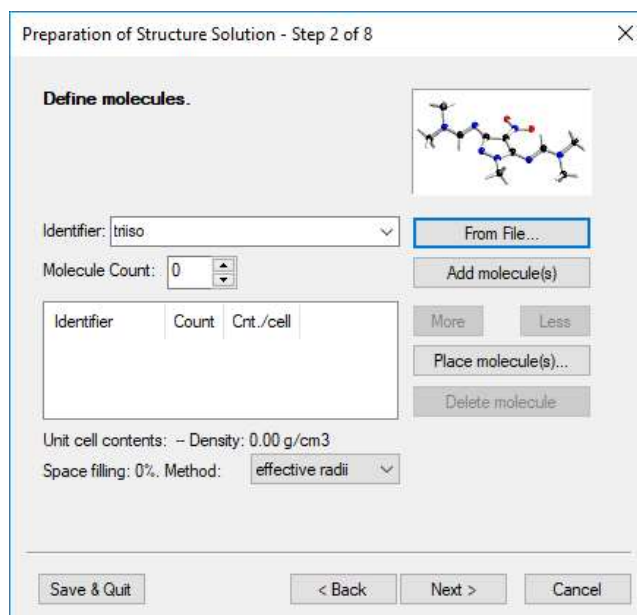 Preparation of Structure Solution - Step 2 of 8
Define molecules.
Identifier: triiso
From File...
Molecule Count: 0
Add molecule(s)
Identifier Count Cnt./cell
More Less
Place molecule(s)...
Delete molecule
Unit cell contents: -- Density: 0.00 g/cm3
Space filling: 0%. Method: effective radii
Save & Quit < Back Next > Cancel